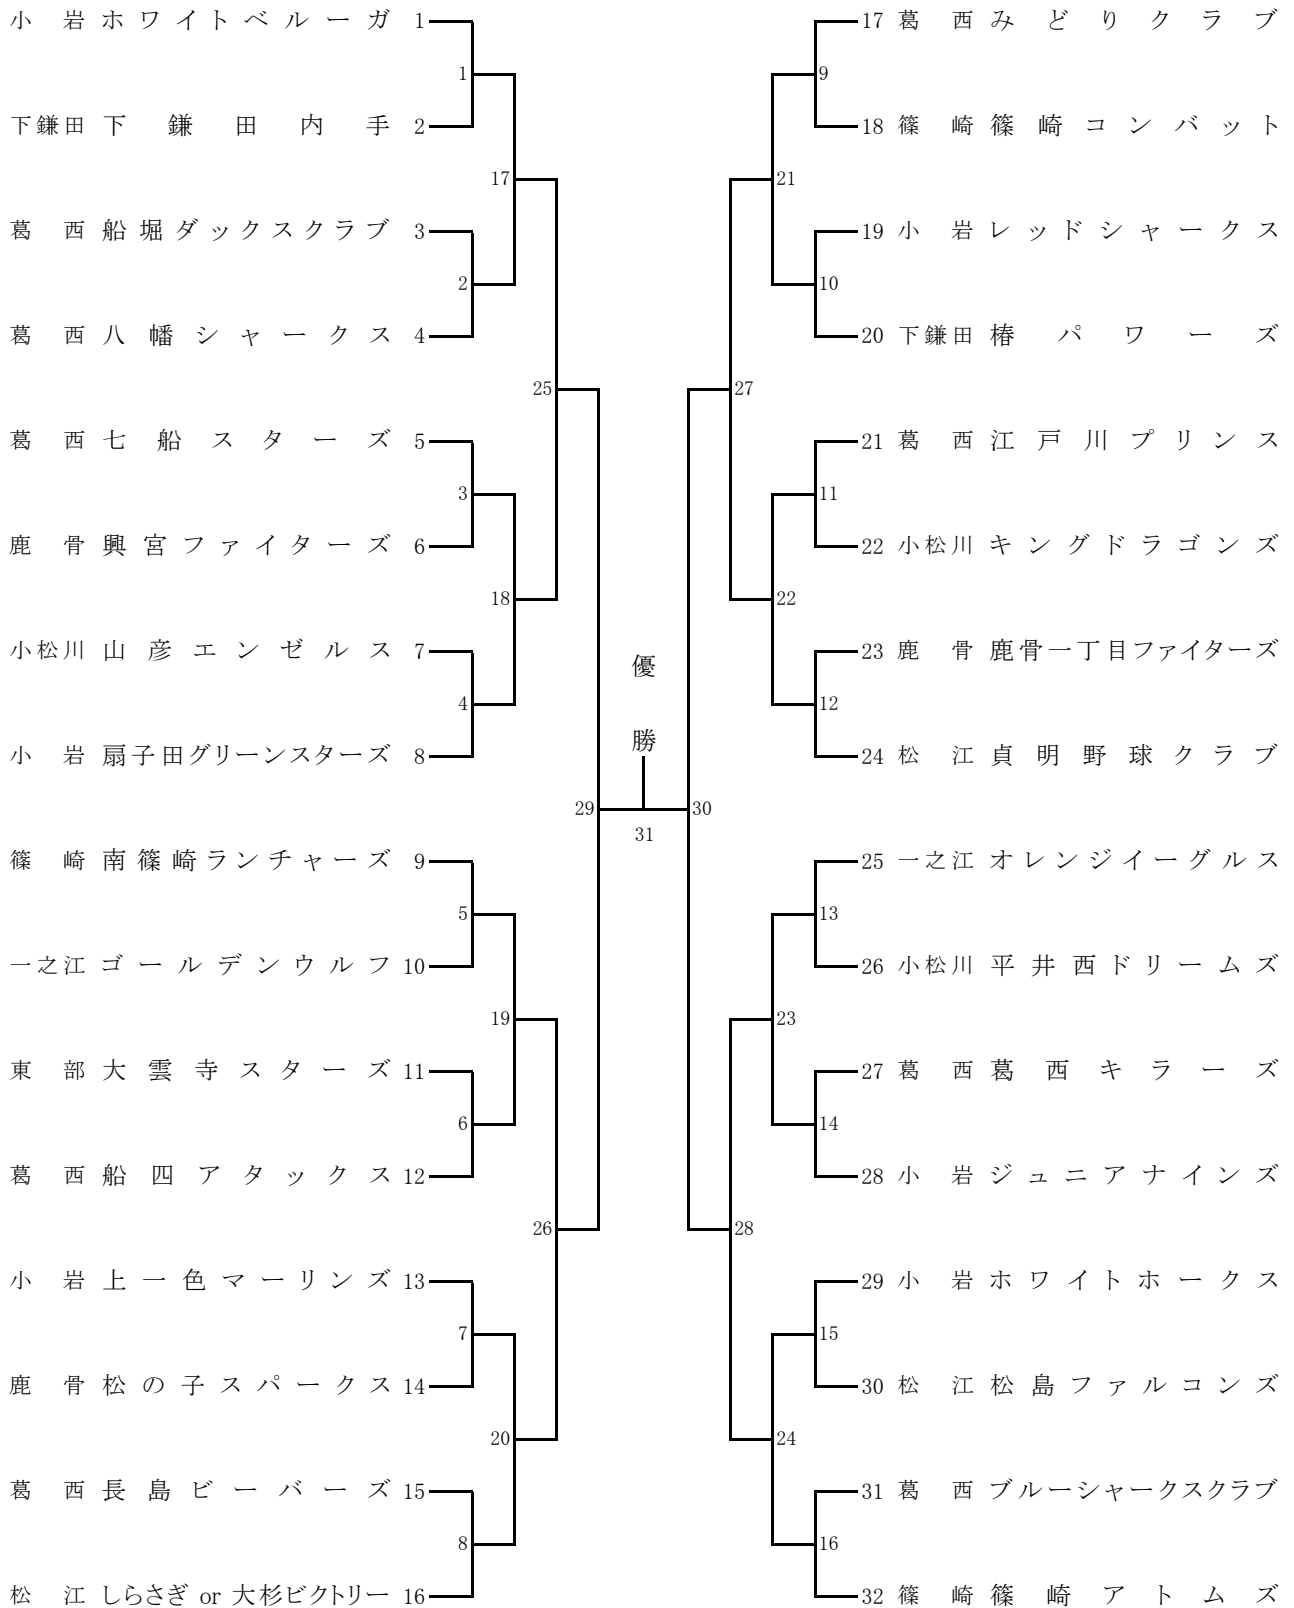 小岩 ホワイトベルーガ 1
1
下鎌田 下鎌田内手 2
17
葛西 船堀ダックスクラブ 3
2
葛西 八幡シャークス 4
25
葛西 七船スターズ 5
3
鹿骨 興宮ファイターズ 6
18
小松川 山彦エンゼルス 7
4
小岩 扇子田グリーンスターズ 8
29
篠崎 南篠崎ランチャーズ 9
5
一之江 ゴールデンウルフ 10
19
東部 大雲寺スターズ 11
6
葛西 船四アタックス 12
26
小岩 上一色マーリンズ 13
7
鹿骨 松の子スパークス 14
20
葛西 長島ビーバーズ 15
8
松江 しらさぎ or 大杉ビクトリー 16
優
勝
31
17 葛西 みどりクラブ
9
18 篠崎 篠崎コンバット
21
19 小岩 レッドシャークス
10
20 下鎌田 椿パワーズ
27
21 葛西 江戸川プリンス
11
22 小松川 キングドラゴンズ
22
23 鹿骨 鹿骨一丁目ファイターズ
12
24 松江 貞明野球クラブ
30
25 一之江 オレンジイーグルス
13
26 小松川 平井西ドリームズ
23
27 葛西 葛西キラーズ
14
28 小岩 ジュニアナインズ
28
29 小岩 ホワイトホークス
15
30 松江 松島ファルコンズ
24
31 葛西 ブルーシャークスクラブ
16
32 篠崎 篠崎アトムズ